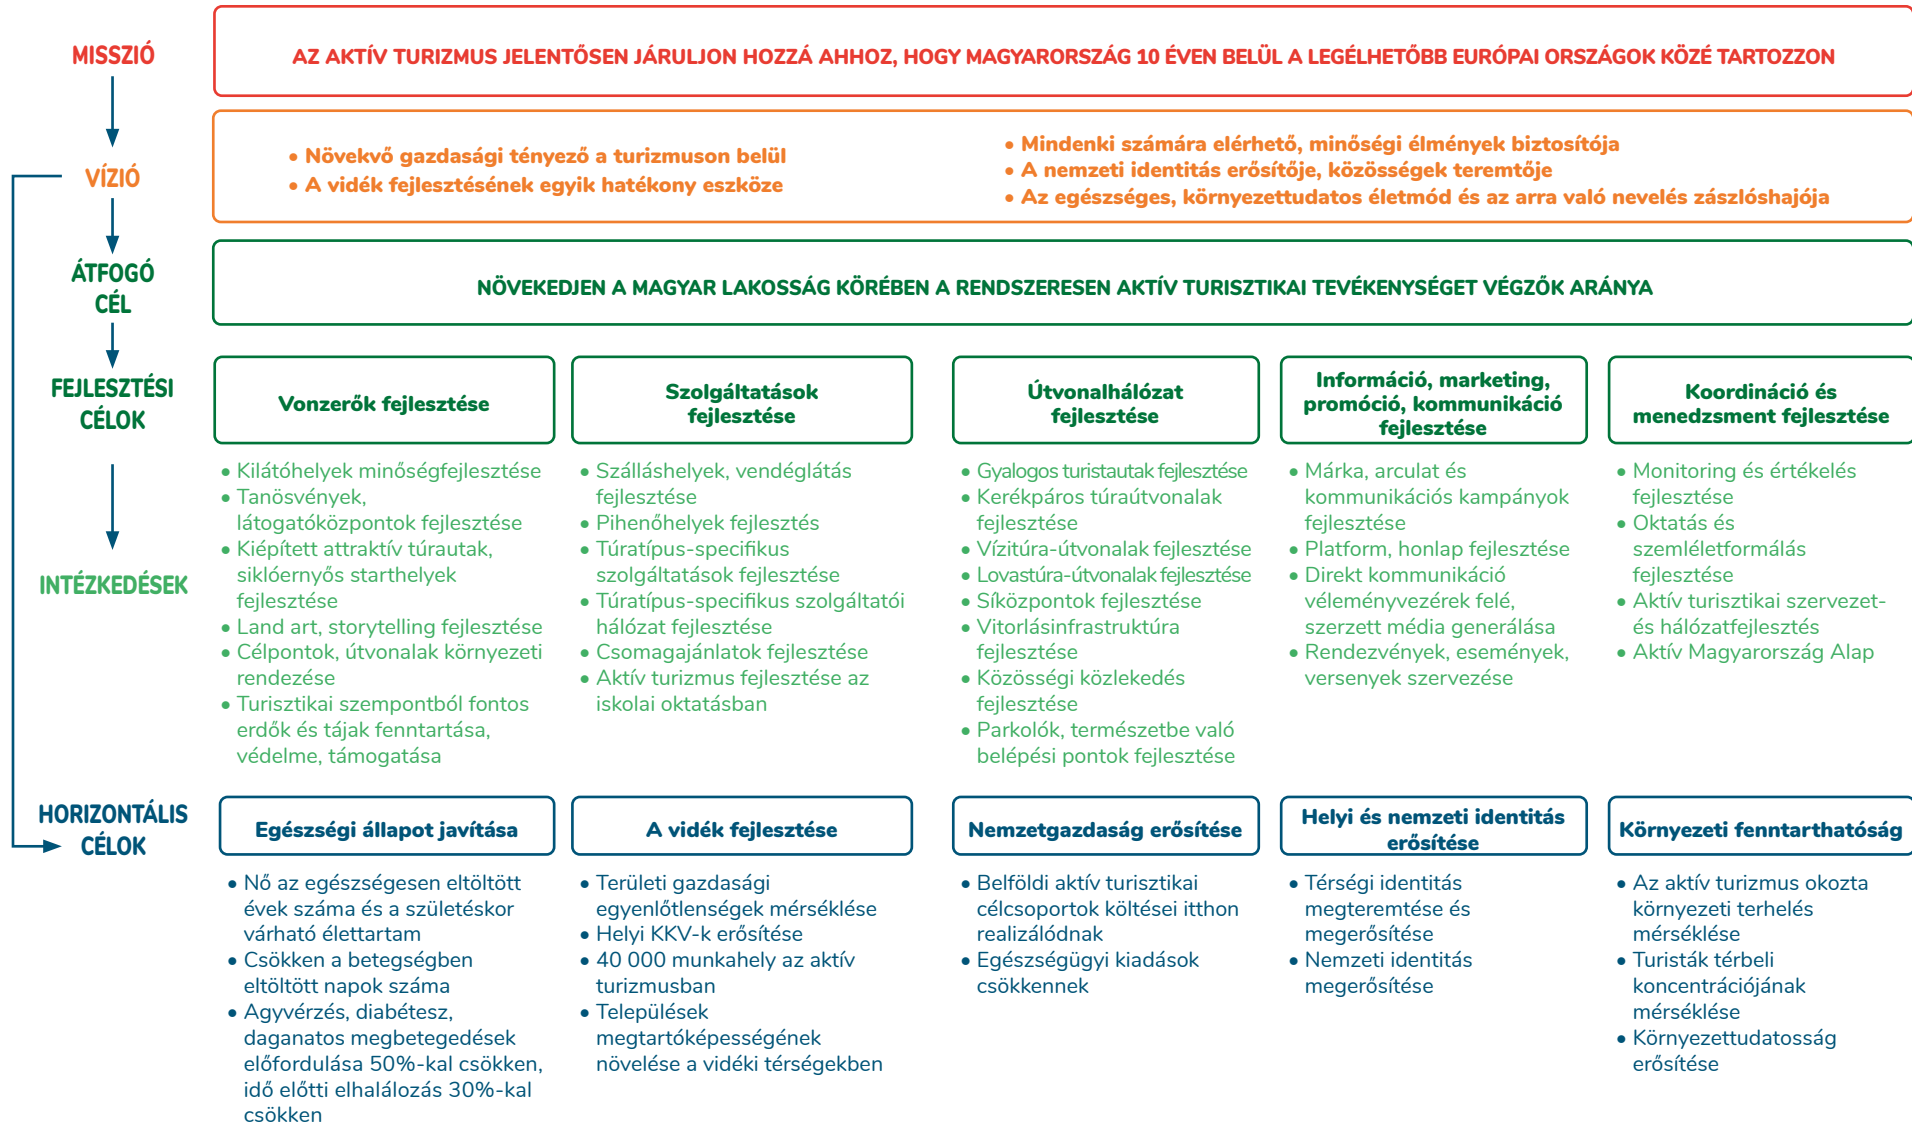 MISSZIÓ
AZ AKTÍV TURIZMUS JELENTŐSEN JÁRULJON HOZZÁ AHHOZ, HOGY MAGYARORSZÁG 10 ÉVEN BELÜL A LEGÉLHETŐBB EURÓPAI ORSZÁGOK KÖZÉ TARTOZZON
VÍZIÓ
• Növekvő gazdasági tényező a turizmuson belül
• A vidék fejlesztésének egyik hatékony eszköze
• Mindenki számára elérhető, minőségi élmények biztosítója
• A nemzeti identitás erősítője, közösségek teremtője
• Az egészséges, környezettudatos életmód és az arra való nevelés zászlóshajója
ÁTFOGÓ
CÉL
NÖVEKEDJEN A MAGYAR LAKOSSÁG KÖRÉBEN A RENDSZERESEN AKTÍV TURISZTIKAI TEVÉKENYSÉGET VÉGZŐK ARÁNYA
FEJLESZTÉSI
CÉLOK
Vonzerők fejlesztése
Szolgáltatások
fejlesztése
Útvonalhálózat
fejlesztése
Információ, marketing,
promóció, kommunikáció
fejlesztése
Koordináció és
menedzsment fejlesztése
INTÉZKEDÉSEK
• Kilátóhelyek minőségfejlesztése
• Tanösvények,
látogatóközpontok fejlesztése
• Kiépített attraktív túrautak,
siklóernyős starthelyek
fejlesztése
• Land art, storytelling fejlesztése
• Célpontok, útvonalak környezeti
rendezése
• Turisztikai szempontból fontos
erdők és tájak fenntartása,
védelme, támogatása
• Szálláshelyek, vendéglátás
fejlesztése
• Pihenőhelyek fejlesztés
• Túratípus-specifikus
szolgáltatások fejlesztése
• Túratípus-specifikus szolgáltatói
hálózat fejlesztése
• Csomagajánlatok fejlesztése
• Aktív turizmus fejlesztése az
iskolai oktatásban
• Gyalogos turistautak fejlesztése
• Kerékpáros túraútvonalak
fejlesztése
• Vízitúra-útvonalak fejlesztése
• Lovastúra-útvonalak fejlesztése
• Síközpontok fejlesztése
• Vitorlásinfrastruktúra
fejlesztése
• Közösségi közlekedés
fejlesztése
• Parkolók, természetbe való
belépési pontok fejlesztése
• Márka, arculat és
kommunikációs kampányok
fejlesztése
• Platform, honlap fejlesztése
• Direkt kommunikáció
véleményvezérek felé,
szerzett média generálása
• Rendezvények, események,
versenyek szervezése
• Monitoring és értékelés
fejlesztése
• Oktatás és
szemléletformálás
fejlesztése
• Aktív turisztikai szervezet-
és hálózatfejlesztés
• Aktív Magyarország Alap
HORIZONTÁLIS
CÉLOK
Egészségi állapot javítása
A vidék fejlesztése
Nemzetgazdaság erősítése
Helyi és nemzeti identitás
erősítése
Környezeti fenntarthatóság
• Nő az egészségesen eltöltött
évek száma és a születéskor
várható élettartam
• Csökken a betegségben
eltöltött napok száma
• Agyvérzés, diabétesz,
daganatos megbetegedések
előfordulása 50%-kal csökken,
idő előtti elhalálozás 30%-kal
csökken
• Területi gazdasági
egyenlőtlenségek mérséklése
• Helyi KKV-k erősítése
• 40 000 munkahely az aktív
turizmusban
• Települések
megtartóképességének
növelése a vidéki térségekben
• Belföldi aktív turisztikai
célcsoportok költései itthon
realizálódnak
• Egészségügyi kiadások
csökkennek
• Térségi identitás
megteremtése és
megerősítése
• Nemzeti identitás
megerősítése
• Az aktív turizmus okozta
környezeti terhelés
mérséklése
• Turisták térbeli
koncentrációjának
mérséklése
• Környezettudatosság
erősítése